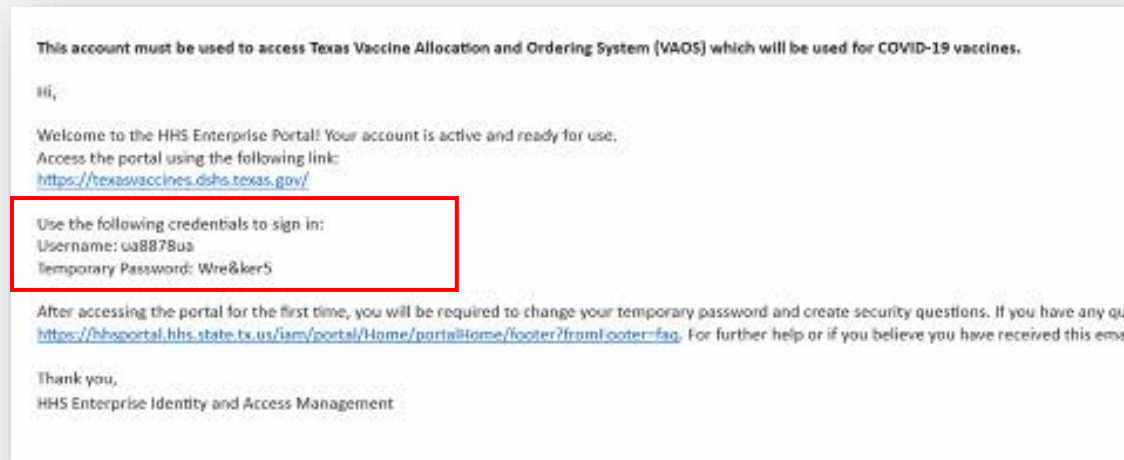 This account must be used to access Texas Vaccine Allocation and Ordering System (VAOS) which will be used for COVID-19 vaccines.
Hi,
Welcome to the HHS Enterprise Portal! Your account is active and ready for use.
Access the portal using the following link:
https://texasvaccines.dshs.texas.gov/
Use the following credentials to sign in:
Username: ua8878ua
Temporary Password: Wre&ker5
After accessing the portal for the first time, you will be required to change your temporary password and create security questions. If you have any qu
https://hhsportal.hhs.state.tx.us/iam/portal/Home/portalHome/footer?fromFooter=faq. For further help or if you believe you have received this ema
Thank you,
HHS Enterprise Identity and Access Management